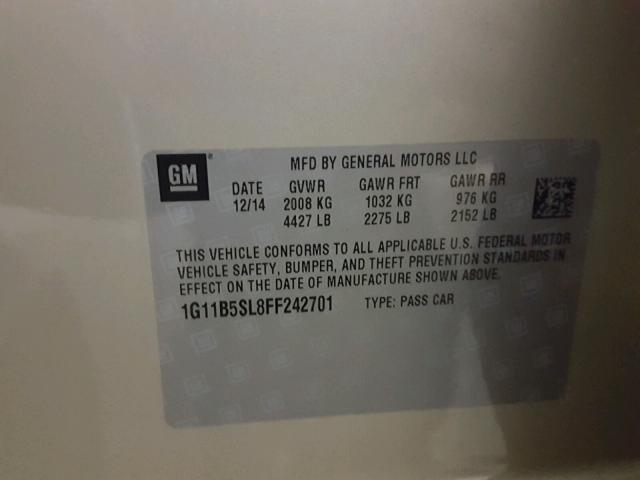 GM
MFD BY GENERAL MOTORS LLC
DATE GVWR GAWR FRT GAWR RR
12/14 2008 KG 1032 KG 976 KG
4427 LB 2275 LB 2152 LB
THIS VEHICLE CONFORMS TO ALL APPLICABLE U.S. FEDERAL MOTOR
VEHICLE SAFETY, BUMPER, AND THEFT PREVENTION STANDARDS IN
EFFECT ON THE DATE OF MANUFACTURE SHOWN ABOVE.
1G11B5SL8FF242701 TYPE: PASS CAR